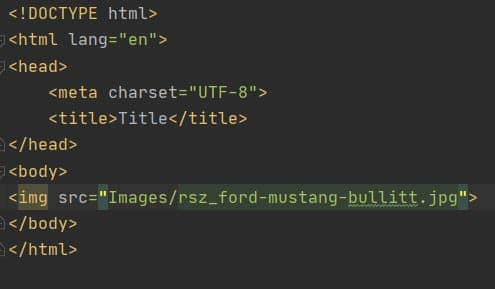 <!DOCTYPE html>
<html lang="en">
<head>
    <meta charset="UTF-8">
    <title>Title</title>
</head>
<body>
<img src="Images/rsz_ford-mustang-bullitt.jpg">
</body>
</html>